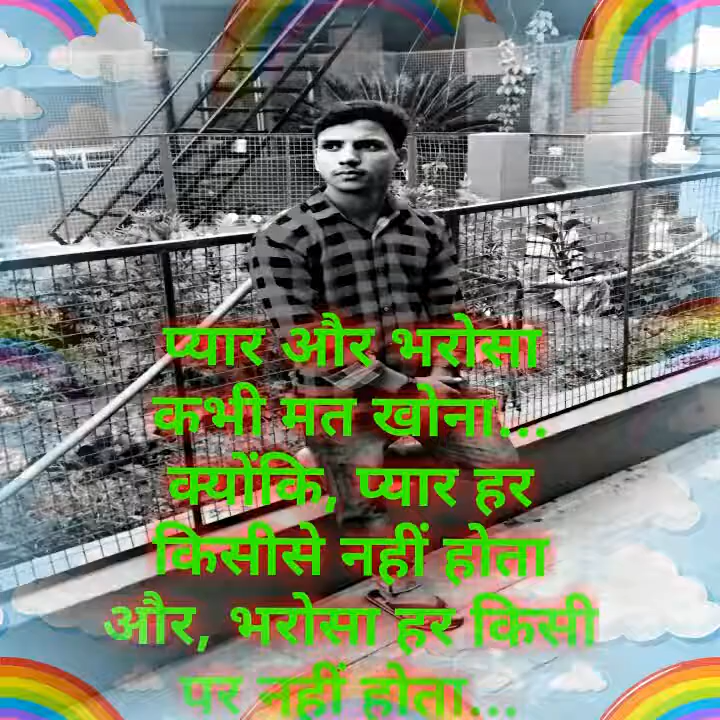 प्यार और भरोसा
कभी मत खोना...
क्योंकि, प्यार हर
किसीसे नहीं होता
और, भरोसा हर किसी
पर नहीं होता...